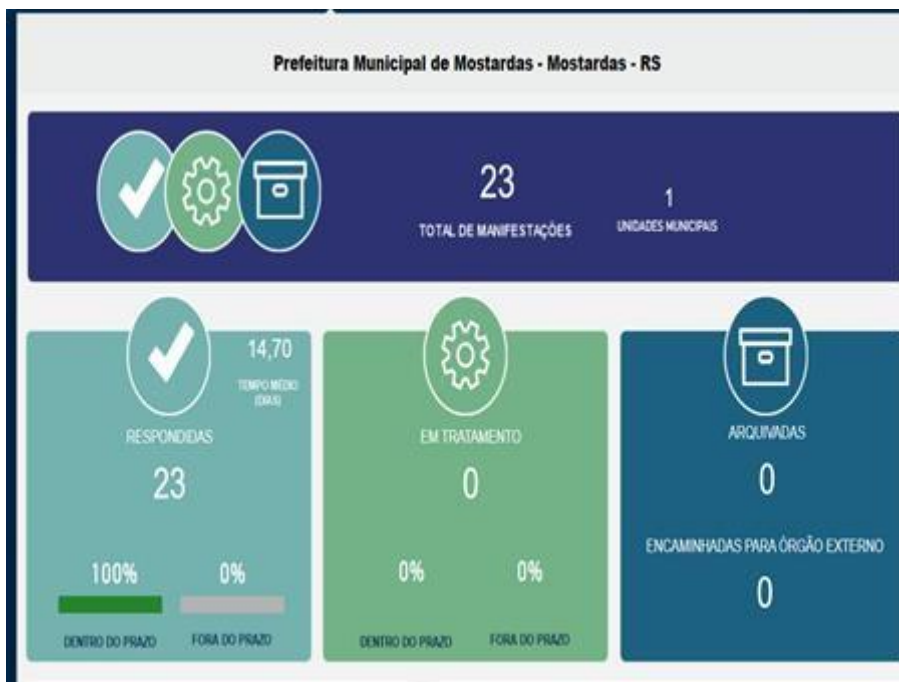 Prefeitura Municipal de Mostardas - Mostardas - RS
23
TOTAL DE MANIFESTAÇÕES
1
UNIDADES MUNICIPAIS
14,70
TEMPO MÉDIO
(DIAS)
RESPONDIDAS
23
100%
0%
DENTRO DO PRAZO
FORA DO PRAZO
EM TRATAMENTO
0
0%
0%
DENTRO DO PRAZO
FORA DO PRAZO
ARQUIVADAS
0
ENCAMINHADAS PARA ÓRGÃO EXTERNO
0